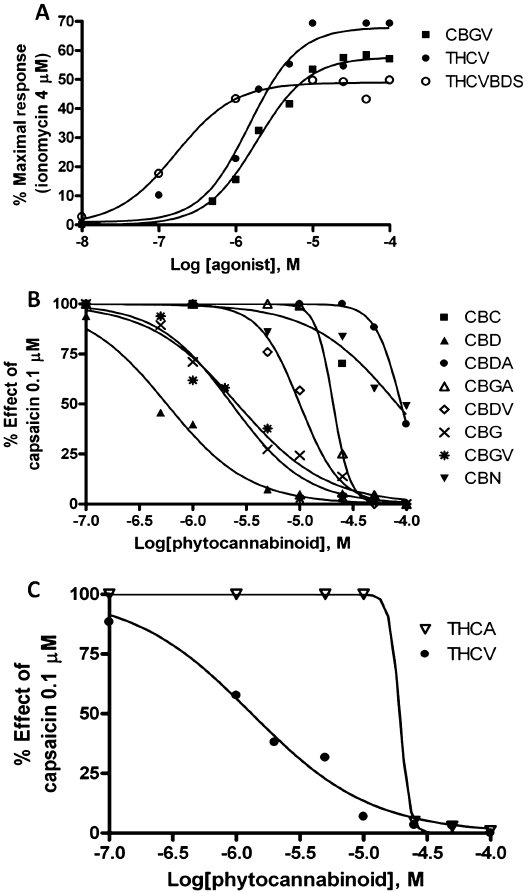 A
% Maximal response
(ionomycin 4 µM)
70
60
50
40
30
20
10
0
-8 -7 -6 -5 -4
Log [agonist], M
CBGV
THCV
THCVBDS
B
% Effect of
capsaicin 0.1 µM
100
75
50
25
0
-7.0 -6.5 -6.0 -5.5 -5.0 -4.5 -4.0
Log[phytocannabinoid], M
CBC
CBD
CBDA
CBGA
CBDV
CBG
CBGV
CBN
C
% Effect of
capsaicin 0.1 µM
100
75
50
25
0
-7.0 -6.5 -6.0 -5.5 -5.0 -4.5 -4.0
Log[phytocannabinoid], M
THCA
THCV